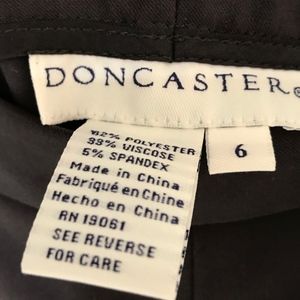 DONCASTER®
6
62% POLYESTER
33% VISCOSE
5% SPANDEX
Made in China
Fabriqué en Chine
Hecho en China
RN 19061
SEE REVERSE
FOR CARE